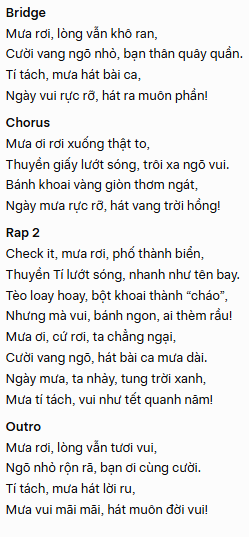 Bridge
Mưa rơi, lòng vẫn khô ran,
Cười vang ngõ nhỏ, bạn thân quây quần.
Tí tách, mưa hát bài ca,
Ngày vui rực rỡ, hát ra muôn phần!
Chorus
Mưa ơi rơi xuống thật to,
Thuyền giấy lướt sóng, trôi xa ngõ vui.
Bánh khoai vàng giòn thơm ngát,
Ngày mưa rực rỡ, hát vang trời hồng!
Rap 2
Check it, mưa rơi, phố thành biển,
Thuyền Tí lướt sóng, nhanh như tên bay.
Tèo loay hoay, bột khoai thành “cháo”,
Nhưng mà vui, bánh ngon, ai thèm rầu!
Mưa ơi, cứ rơi, ta chẳng ngại,
Cười vang ngõ, hát bài ca mưa dài.
Ngày mưa, ta nhảy, tung trời xanh,
Mưa tí tách, vui như tết quanh năm!
Outro
Mưa rơi, lòng vẫn tươi vui,
Ngõ nhỏ rộn rã, bạn ơi cùng cười.
Tí tách, mưa hát lời ru,
Mưa vui mãi mãi, hát muôn đời vui!